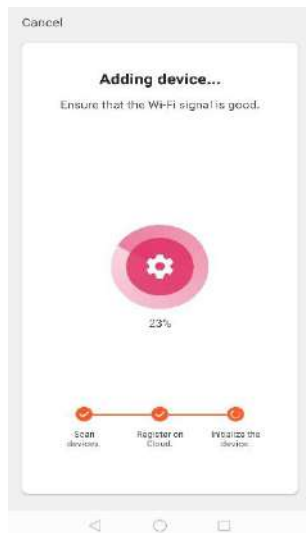 Cancel
Adding device...
Ensure that the Wi-Fi signal is good.
23%
Scan
devices.
Register on
Cloud.
Initialize the
device.